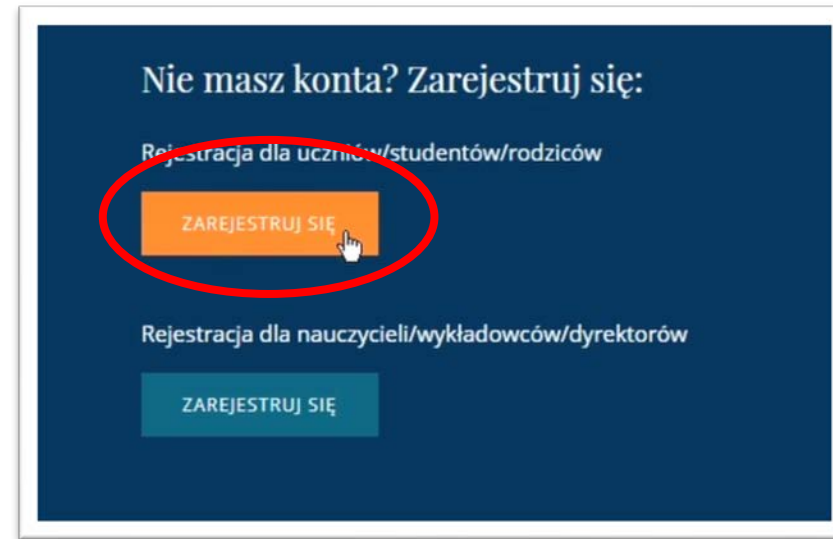 Nie masz konta? Zarejestruj się:
Rejestracja dla uczniów/studentów/rodziców
ZAREJESTRUJ SIĘ
Rejestracja dla nauczycieli/wykładowców/dyrektorów
ZAREJESTRUJ SIĘ